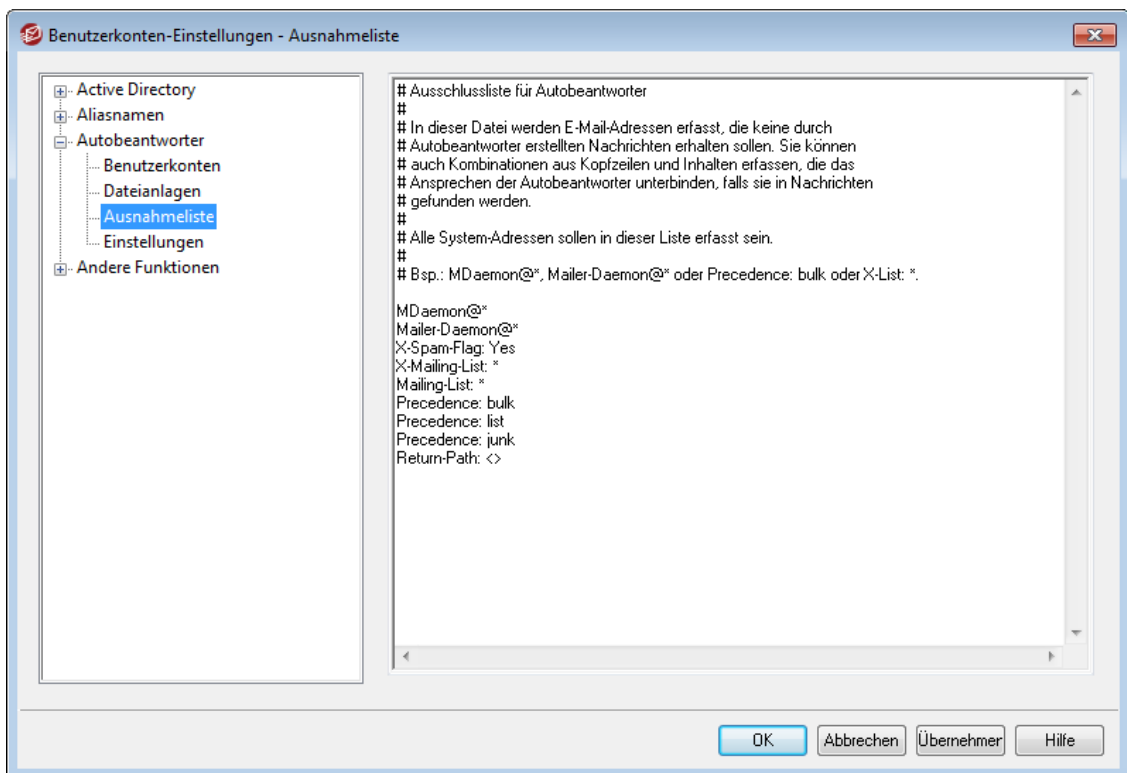 Benutzerkonten-Einstellungen - Ausnahmeliste
Active Directory
Aliasnamen
Autobeantworter
Benutzerkonten
Dateianlagen
Ausnahmeliste
Einstellungen
Andere Funktionen
# Ausschlussliste für Autobeantworter
#
# In dieser Datei werden E-Mail-Adressen erfasst, die keine durch
# Autobeantworter erstellten Nachrichten erhalten sollen. Sie können
# auch Kombinationen aus Kopfzeilen und Inhalten erfassen, die das
# Ansprechen der Autobeantworter unterbinden, falls sie in Nachrichten
# gefunden werden.
#
# Alle System-Adressen sollen in dieser Liste erfasst sein.
#
# Bsp.: MDaemon@*, Mailer-Daemon@* oder Precedence: bulk oder X-List: *.
MDaemon@*
Mailer-Daemon@*
X-Spam-Flag: Yes
X-Mailing-List: *
Mailing-List: *
Precedence: bulk
Precedence: list
Precedence: junk
Return-Path: <>
OK
Abbrechen
Übernehmer
Hilfe